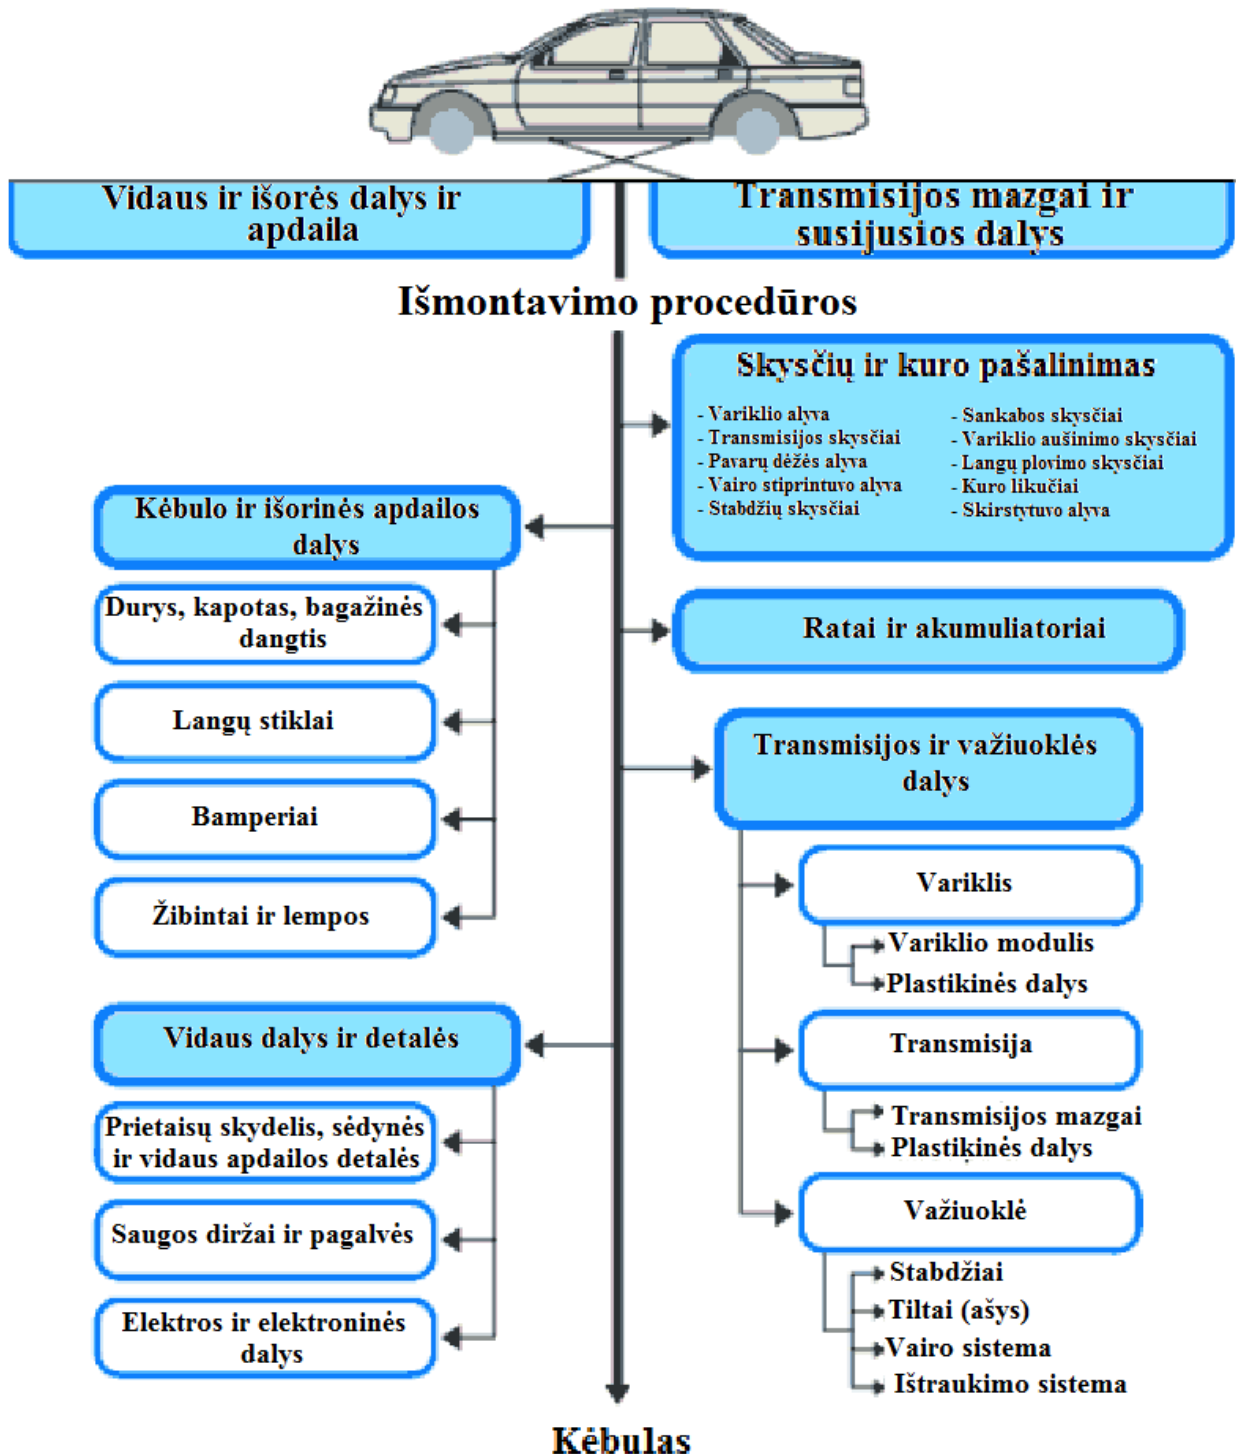 Vidaus ir išorės dalys ir
apdaila
Transmisijos mazgai ir
susijusios dalys
Išmontavimo procedūros
Skysčių ir kuro pašalinimas
- Variklio alyva
- Transmisijos skysčiai
- Pavarų dėžės alyva
- Vairo stiprintuvo alyva
- Stabdžių skysčiai
- Sankabos skysčiai
- Variklio aušinimo skysčiai
- Langų plovimo skysčiai
- Kuro likučiai
- Skirstytuvo alyva
Kėbulo ir išorinės apdailos
dalys
Durys, kapotas, bagažinės
dangtis
Langų stiklai
Bamperiai
Žibintai ir lempos
Ratai ir akumuliatoriai
Transmisijos ir važiuoklės
dalys
Variklis
Variklio modulis
Plastikinės dalys
Transmisija
Transmisijos mazgai
Plastikinės dalys
Važiuoklė
Stabdžiai
Tiltai (ašys)
Vairo sistema
Ištraukimo sistema
Vidaus dalys ir detalės
Prietaisų skydelis, sėdynės
ir vidaus apdailos detalės
Saugos diržai ir pagalvės
Elektros ir elektroninės
dalys
Kėbulas